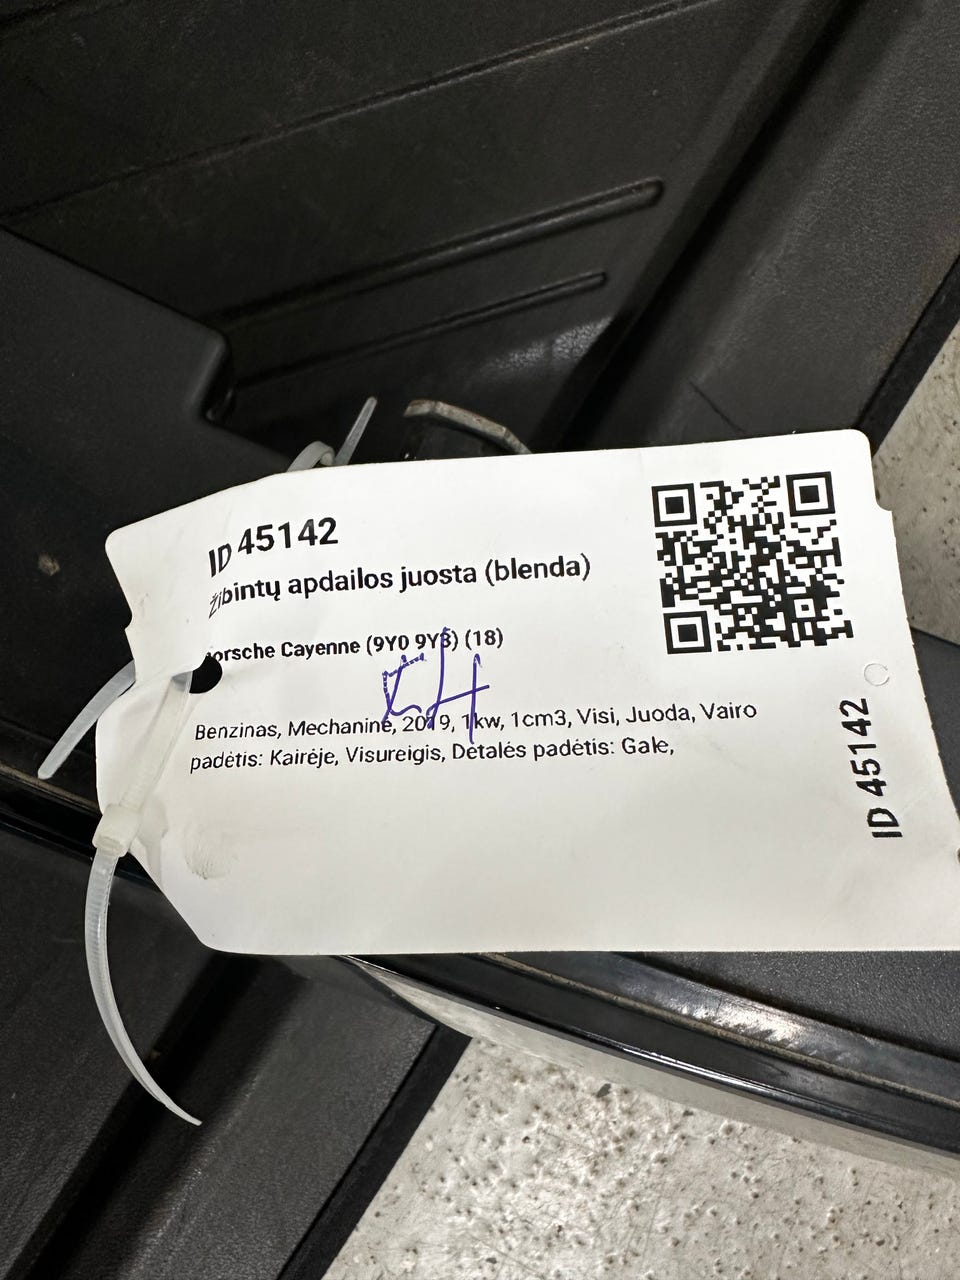 ID 45142
Žibintų apdailos juosta (blenda)
Porsche Cayenne (9Y0 9Y3) (18)
Benzinas, Mechaninė, 2019, 1kw, 1cm3, Visi, Juoda, Vairo
padėtis: Kairėje, Visureigis, Detalės padėtis: Gale,
ID 45142